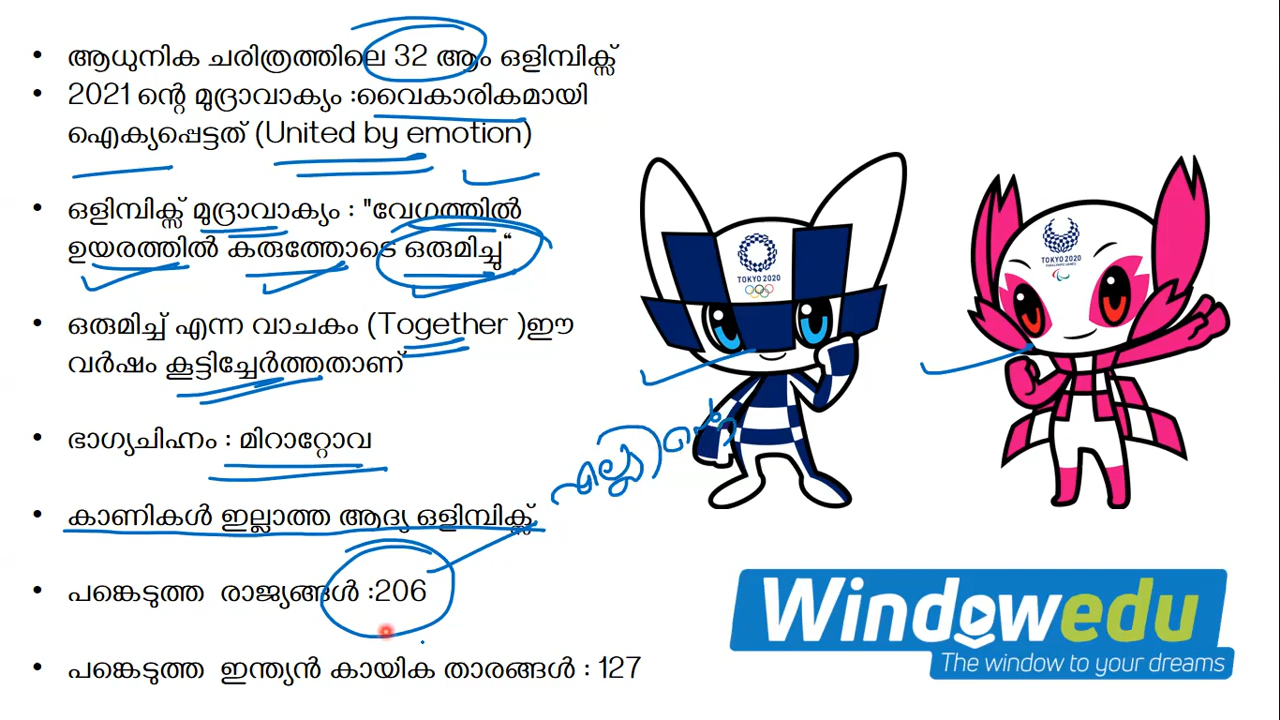 • ആധുനിക ചരിത്രത്തിലെ 32 ആം ഒളിമ്പിക്സ്
• 2021 ന്റെ മുദ്രാവാക്യം :വൈകാരികമായി
ഐക്യപ്പെട്ടത് (United by emotion)
• ഒളിമ്പിക്സ് മുദ്രാവാക്യം : "വേഗത്തിൽ
ഉയരത്തിൽ കരുത്തോടെ ഒരുമിച്ചു“
• ഒരുമിച്ച് എന്ന വാചകം (Together )ഈ
വർഷം കൂട്ടിച്ചേർത്തതാണ്
• ഭാഗ്യചിഹ്നം : മിറാറ്റോവ
• കാണികൾ ഇല്ലാത്ത ആദ്യ ഒളിമ്പിക്സ്
• പങ്കെടുത്ത രാജ്യങ്ങൾ :206
• പങ്കെടുത്ത ഇന്ത്യൻ കായിക താരങ്ങൾ : 127
TOKYO 2020
TOKYO 2020
Windowedu
The window to your dreams